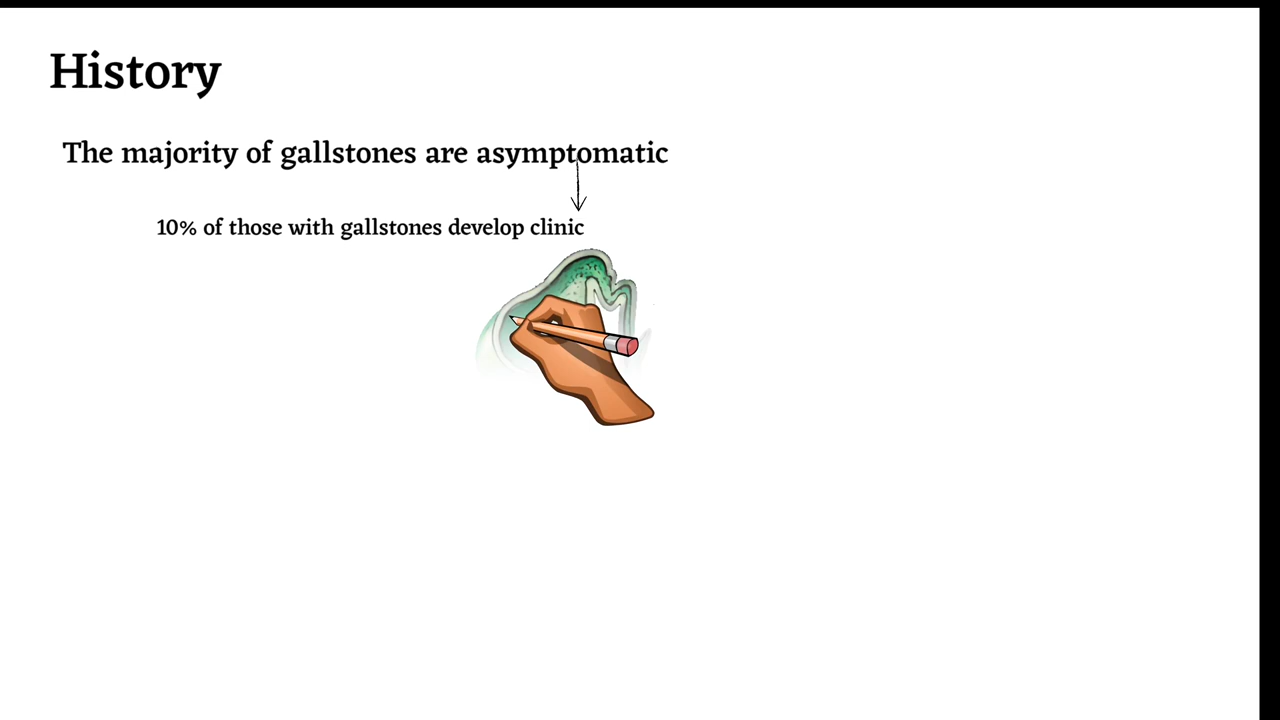 History
The majority of gallstones are asymptomatic
10% of those with gallstones develop clinic